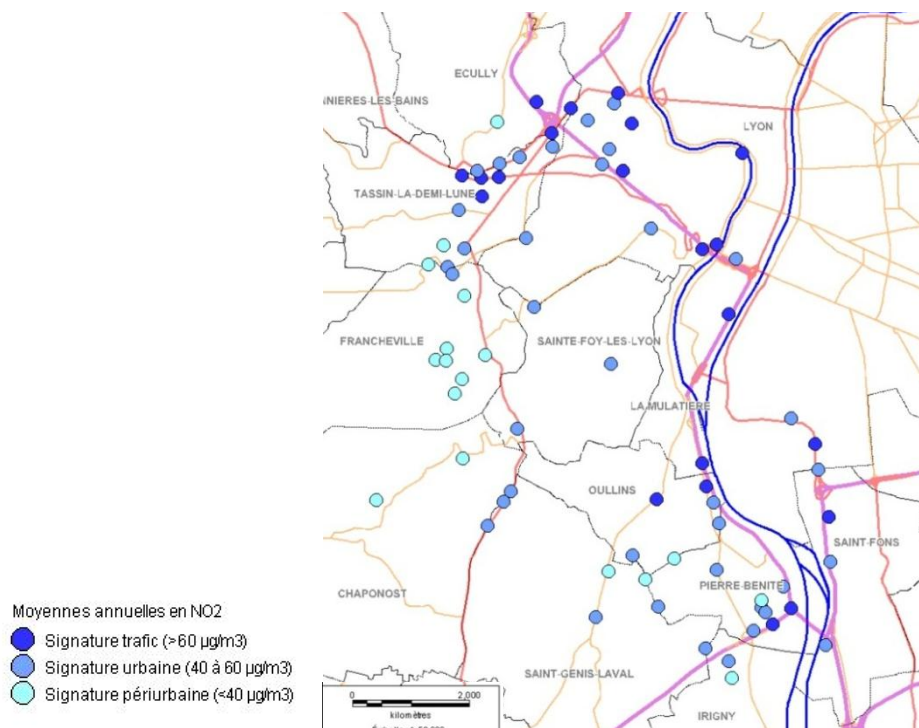 2
ECULLY
NNIERES-LES-BAINS
LYON
TASSIN-LA-DEMI-LUNE
FRANCHEVILLE
SAINTE-FOY-LES-LYON
LA-MULATIERE
OULLINS
SAINT-FONS
CHAPONOST
PIERRE-BENITE
SAINT-GENIS-LAVAL
IRIGNY
Moyennes annuelles en NO2
Signature trafic (>60 µg/m3)
Signature urbaine (40 à 60 µg/m3)
Signature périurbaine (<40 µg/m3)
0 2,000
kilomètres